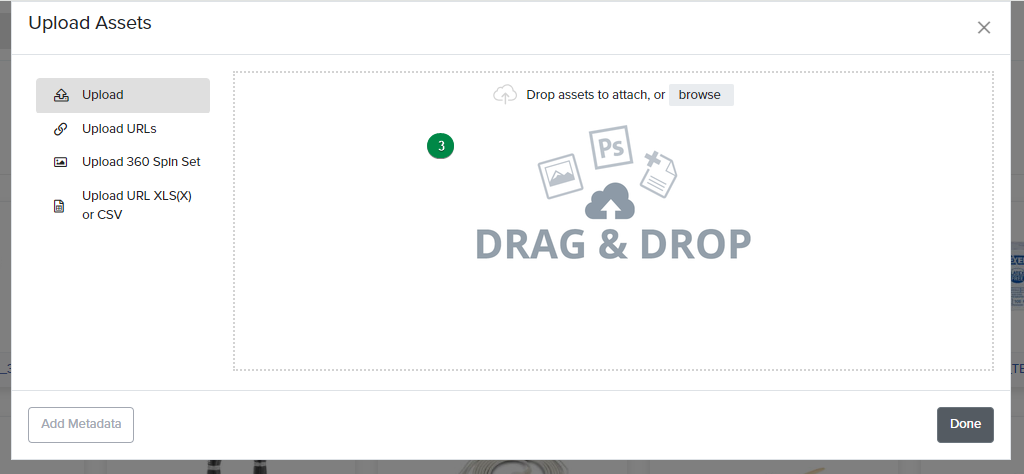 Upload Assets
Upload
Upload URLs
Upload 360 Spin Set
Upload URL XLS(X)
or CSV
Drop assets to attach, or browse
3
Ps
DRAG & DROP
Add Metadata
Done